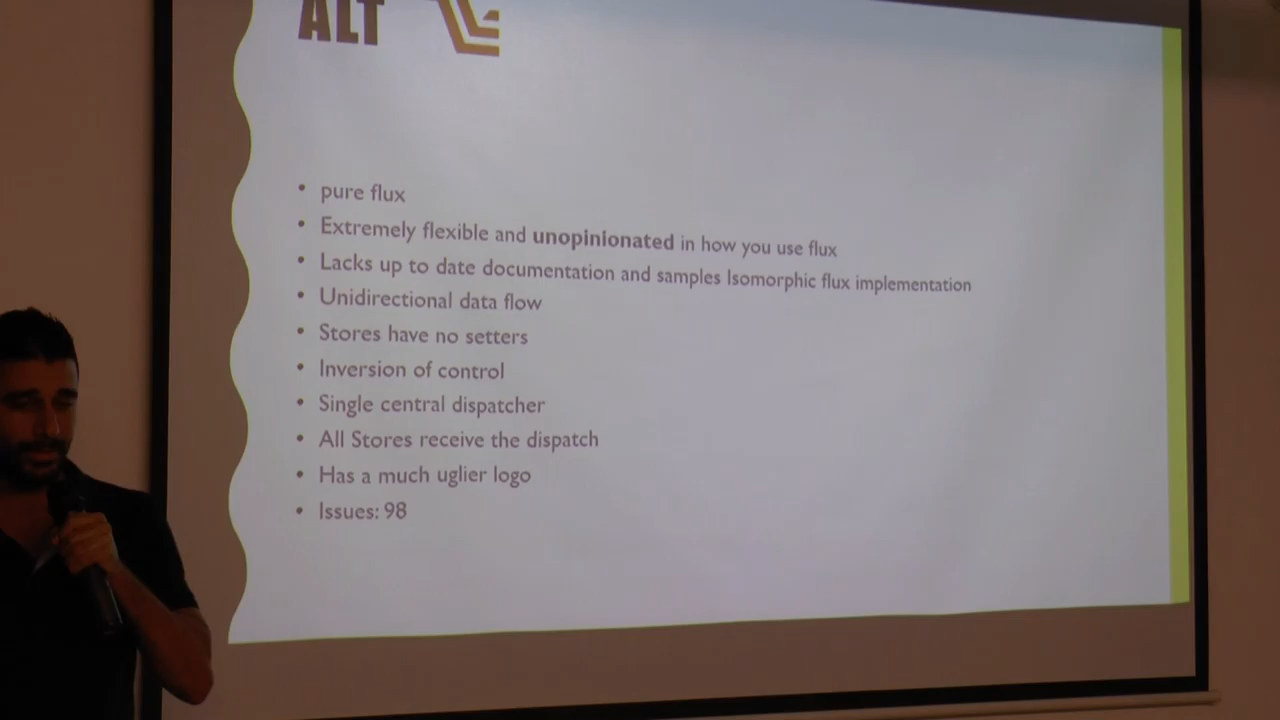 ALT
• pure flux
• Extremely flexible and unopinionated in how you use flux
• Lacks up to date documentation and samples Isomorphic flux implementation
• Unidirectional data flow
• Stores have no setters
• Inversion of control
• Single central dispatcher
• All Stores receive the dispatch
• Has a much uglier logo
• Issues: 98